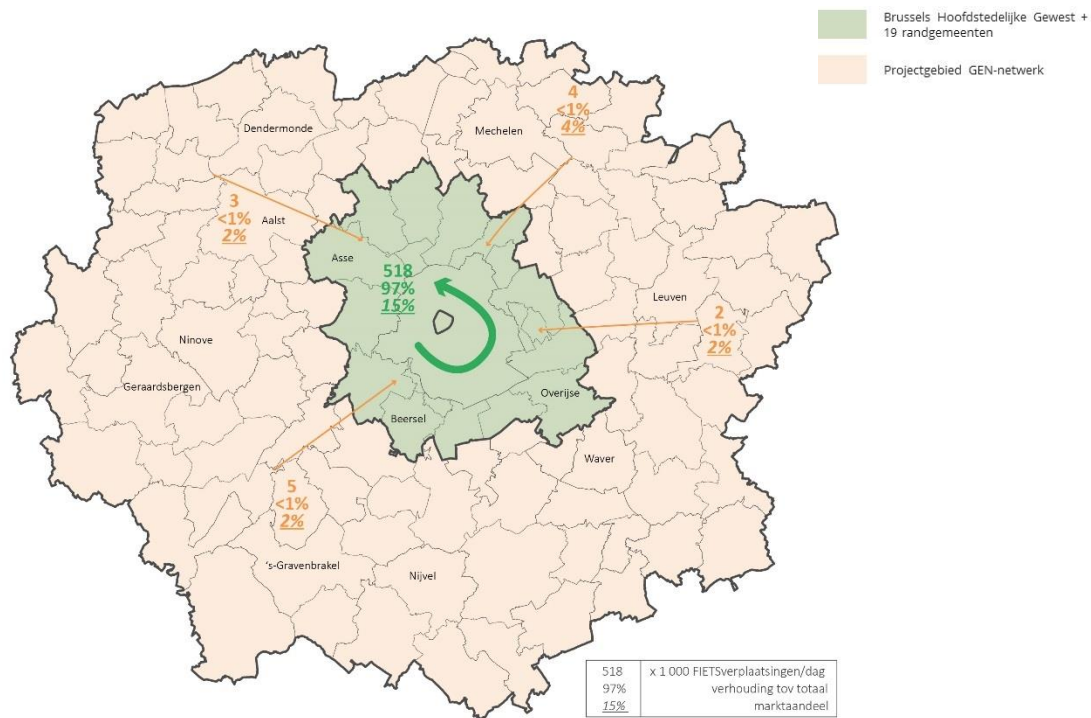 Brussels Hoofdstedelijke Gewest +
19 randgemeenten
Projectgebied GEN-netwerk
4
<1%
4%
Mechelen
Dendermonde
3
<1%
2%
Aalst
Asse
518
97%
15%
Leuven
2
<1%
2%
Ninove
Geraardsbergen
Overijse
Beersel
Waver
5
<1%
2%
's-Gravenbrakel
Nijvel
518 x 1 000 FIETSverplaatsingen/dag
97% verhouding tov totaal
15% marktaandeel